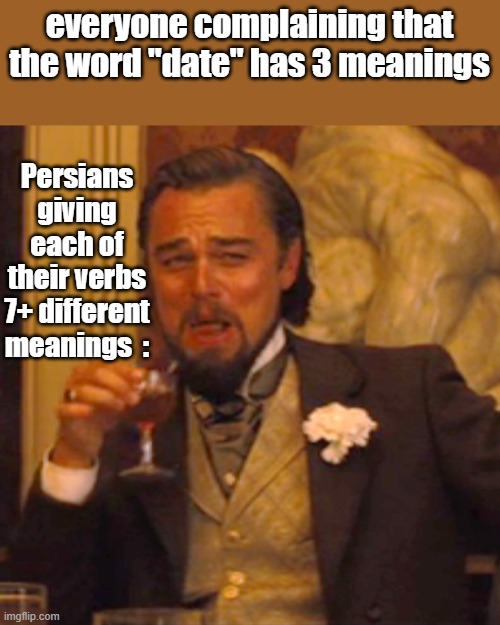 everyone complaining that
the word "date" has 3 meanings
Persians
giving
each of
their verbs
7+ different
meanings :
imgflip.com